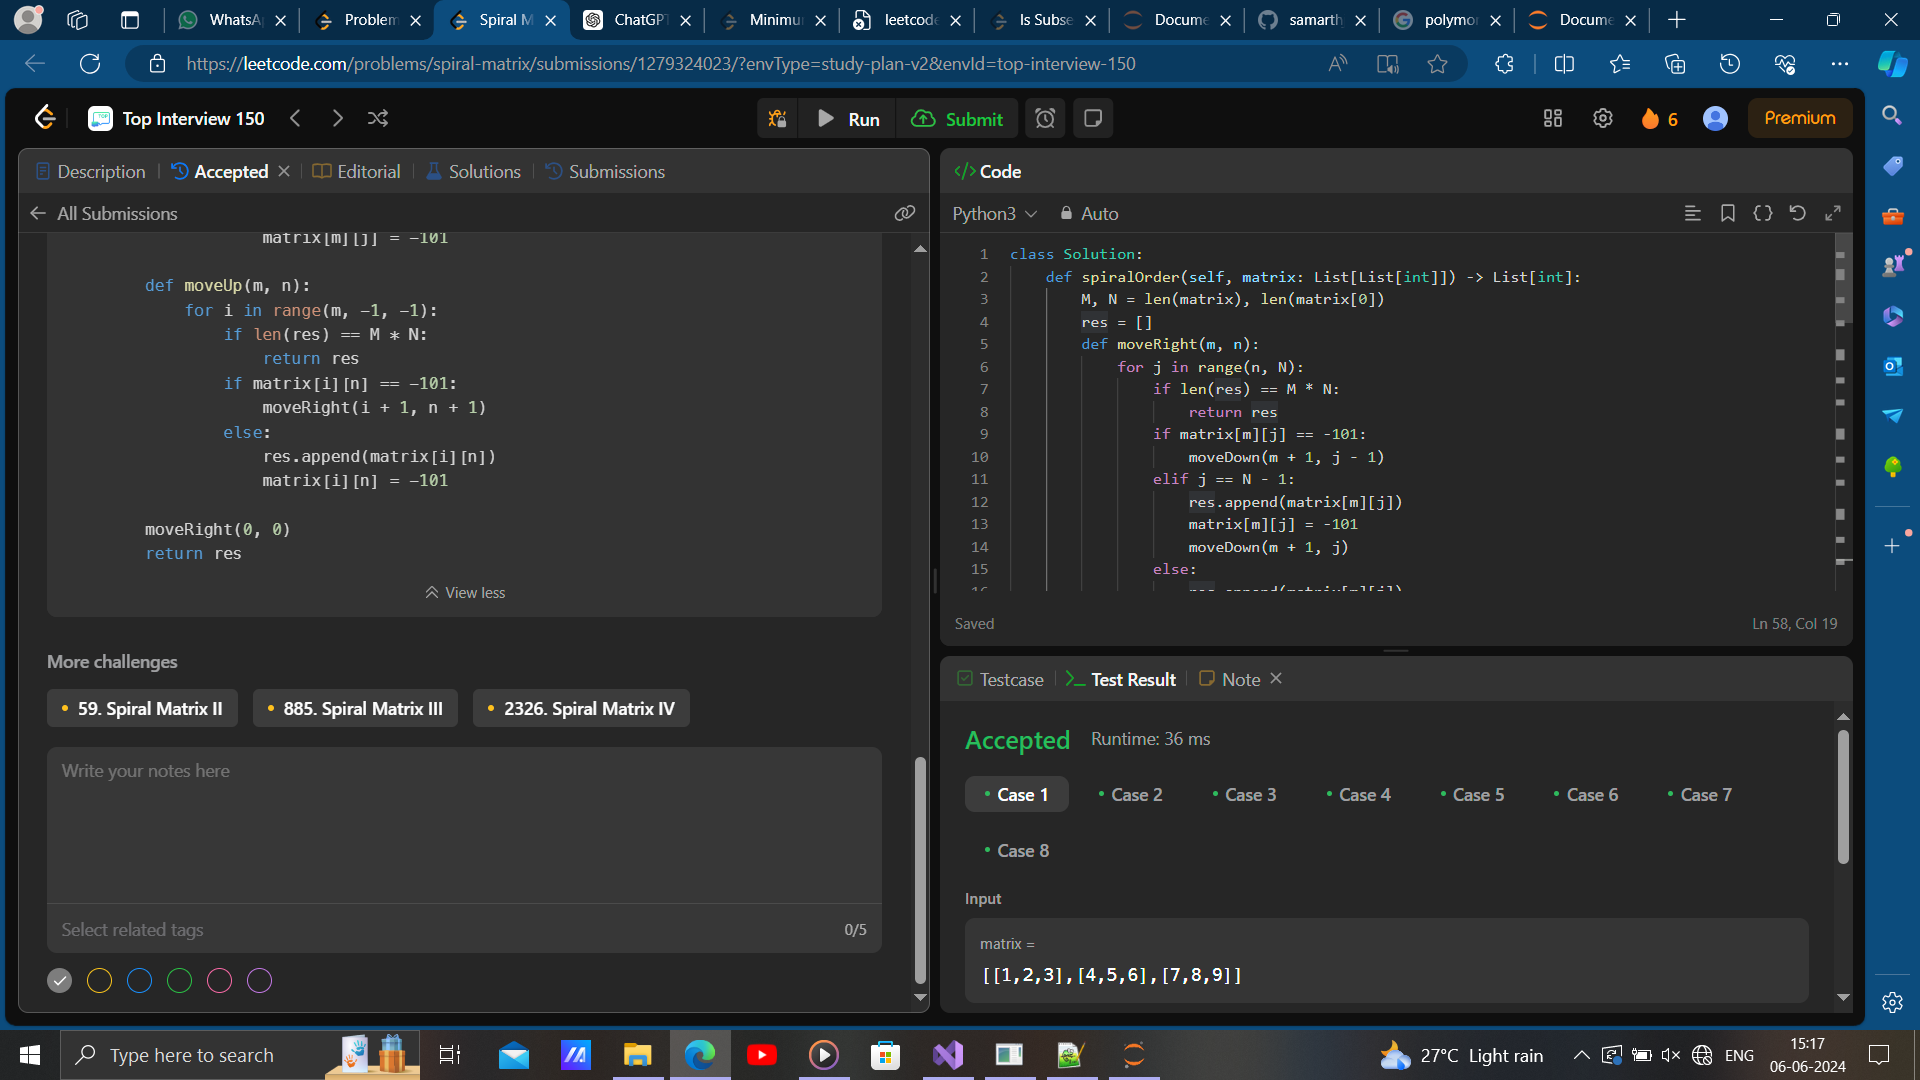 WhatsA
Problem
Spiral M
ChatGP
Minimu
leetcode
Is Subse
Docume
samarth
polymor
Docume
https://leetcode.com/problems/spiral-matrix/submissions/1279324023/?envType=study-plan-v2&envId=top-interview-150
Top Interview 150
Run
Submit
6
Premium
Description
Accepted
Editorial
Solutions
Submissions
All Submissions
matrix[m][j] = -101
def moveUp(m, n):
for i in range(m, -1, -1):
if len(res) == M * N:
return res
if matrix[i][n] == -101:
moveRight(i + 1, n + 1)
else:
res.append(matrix[i][n])
matrix[i][n] = -101
moveRight(0, 0)
return res
View less
More challenges
59. Spiral Matrix II
885. Spiral Matrix III
2326. Spiral Matrix IV
Write your notes here
Select related tags
0/5
Code
Python3
Auto
1 class Solution:
2 def spiralOrder(self, matrix: List[List[int]]) -> List[int]:
3 M, N = len(matrix), len(matrix[0])
4 res = []
5 def moveRight(m, n):
6 for j in range(n, N):
7 if len(res) == M * N:
8 return res
9 if matrix[m][j] == -101:
10 moveDown(m + 1, j - 1)
11 elif j == N - 1:
12 res.append(matrix[m][j])
13 matrix[m][j] = -101
14 moveDown(m + 1, j)
15 else:
16 res.append(matrix[m][j])
Saved
Ln 58, Col 19
Testcase
Test Result
Note
Accepted
Runtime: 36 ms
Case 1
Case 2
Case 3
Case 4
Case 5
Case 6
Case 7
Case 8
Input
matrix =
[[1,2,3],[4,5,6],[7,8,9]]
Type here to search
27°C Light rain
ENG
15:17
06-06-2024